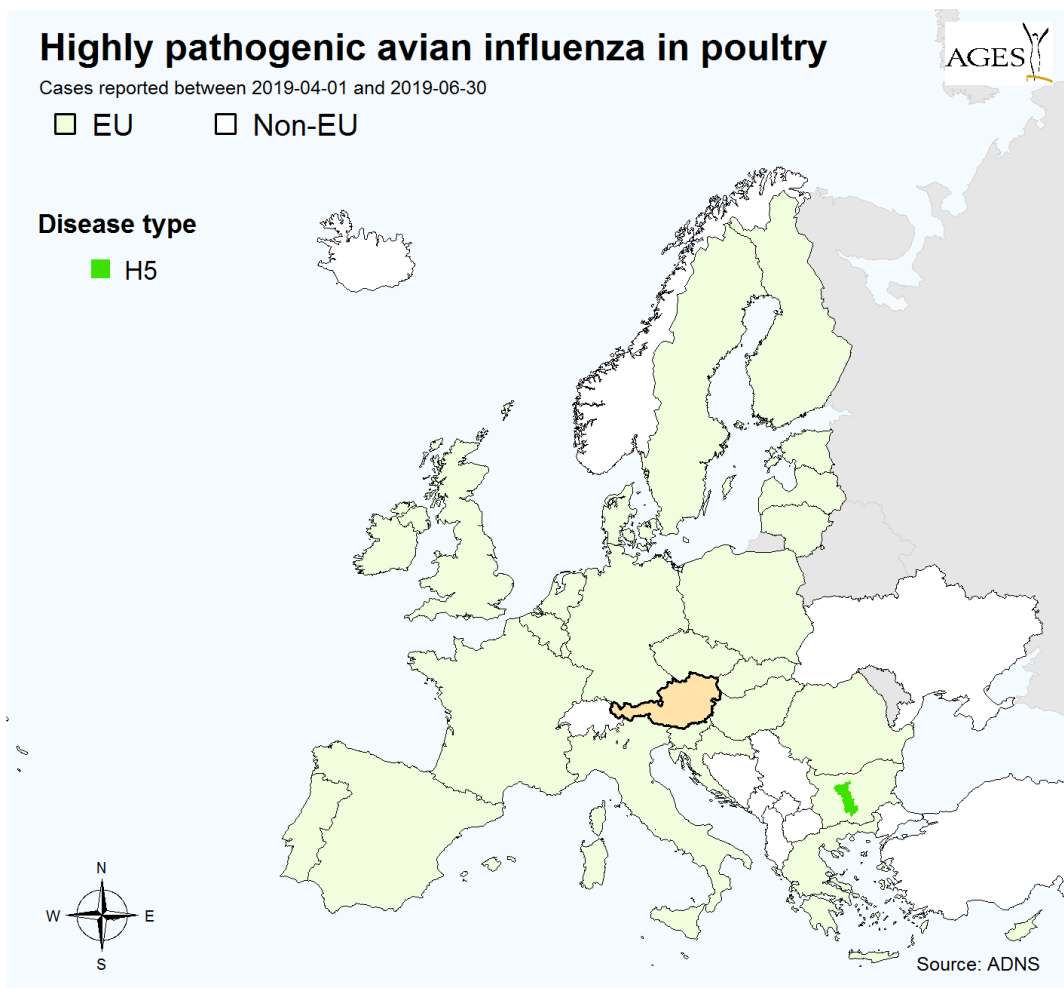 Highly pathogenic avian influenza in poultry
AGES
Cases reported between 2019-04-01 and 2019-06-30
EU Non-EU
Disease type
H5
N
W E
S
Source: ADNS